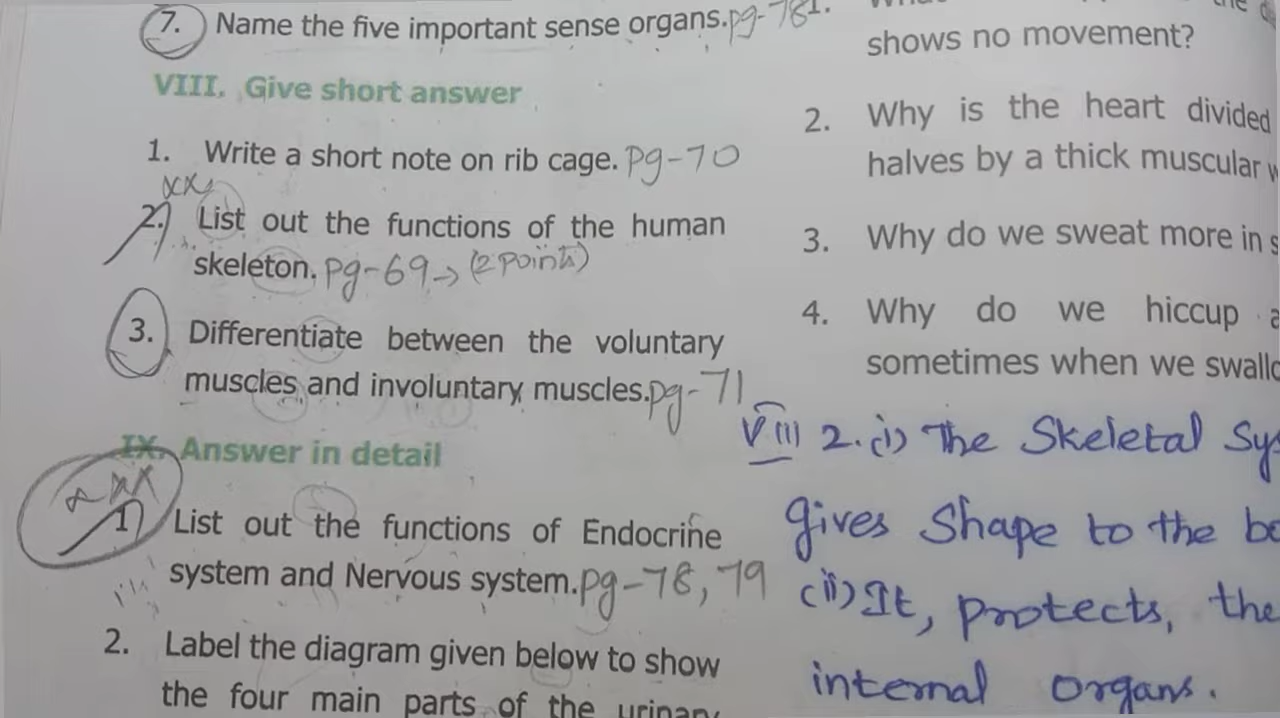 7. Name the five important sense organs. pg-78
VIII. Give short answer
1. Write a short note on rib cage. pg-70
xx
2. List out the functions of the human
skeleton. pg-69 → (2 points)
3. Differentiate between the voluntary
muscles and involuntary muscles. pg-71
IX. Answer in detail
xxx
1) List out the functions of Endocrine
system and Nervous system. pg-78, 79
2. Label the diagram given below to show
the four main parts of the urinary
1.
shows no movement?
2. Why is the heart divided
halves by a thick muscular
3. Why do we sweat more in
4. Why do we hiccup
sometimes when we
VIII 2. (i) The Skeletal
gives Shape to the
(ii) It, protects, the
internal organs.